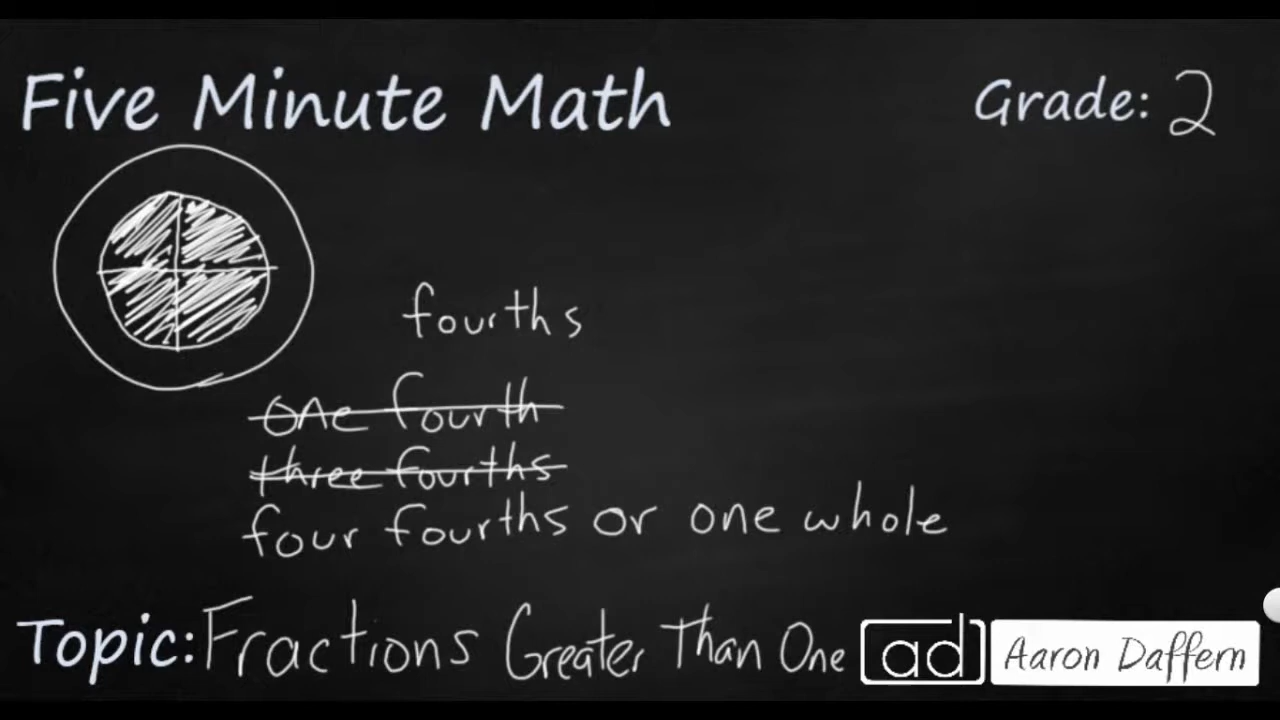 Five Minute Math
Grade: 2
fourths
one fourth
three fourths
four fourths or one whole
Topic: Fractions Greater Than One
ad
Aaron Daffern